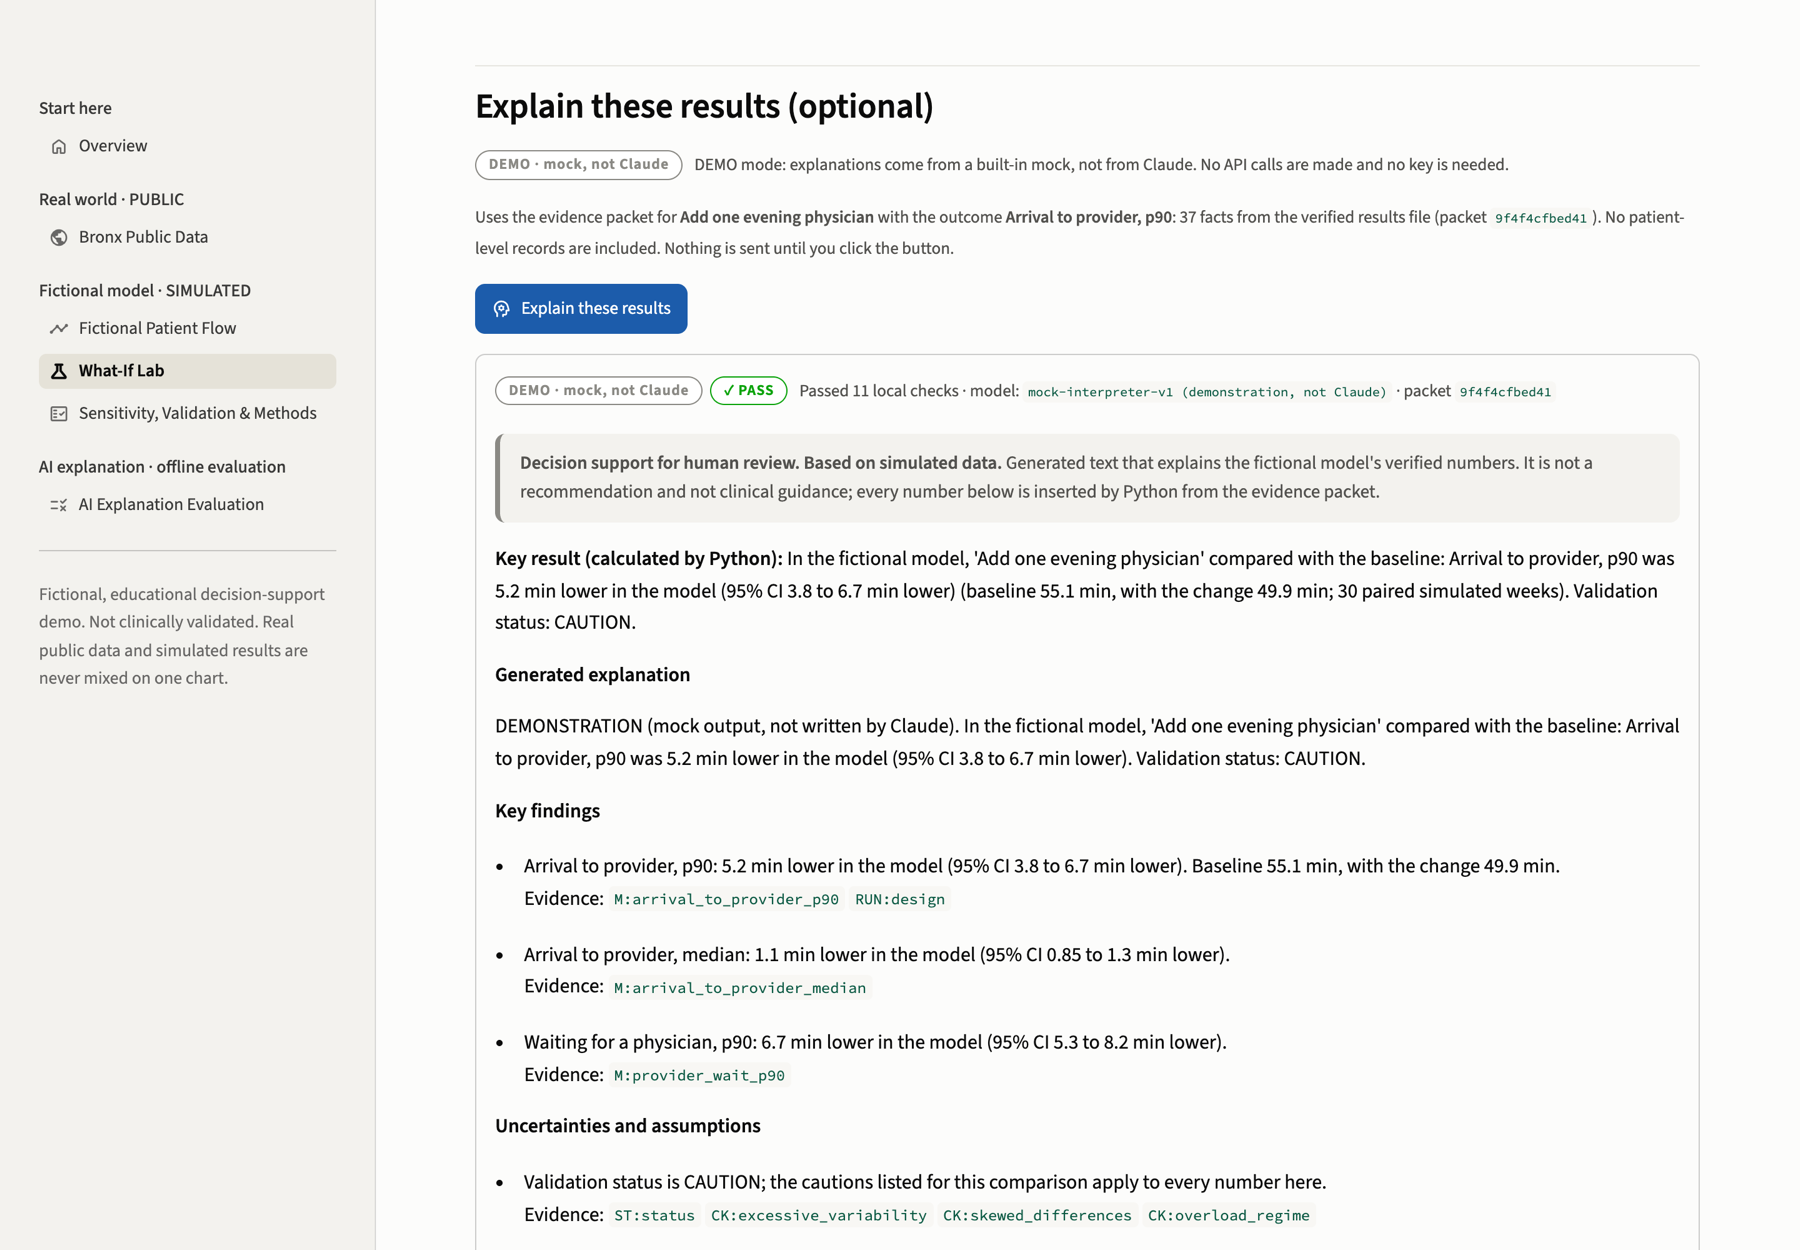 Start here
Overview
Real world · PUBLIC
Bronx Public Data
Fictional model · SIMULATED
Fictional Patient Flow
What-If Lab
Sensitivity, Validation & Methods
AI explanation · offline evaluation
AI Explanation Evaluation
Fictional, educational decision-support
demo. Not clinically validated. Real
public data and simulated results are
never mixed on one chart.
Explain these results (optional)
DEMO · mock, not Claude DEMO mode: explanations come from a built-in mock, not from Claude. No API calls are made and no key is needed.
Uses the evidence packet for Add one evening physician with the outcome Arrival to provider, p90: 37 facts from the verified results file (packet 9f4f4cfbed41 ). No patient-
level records are included. Nothing is sent until you click the button.
Explain these results
DEMO · mock, not Claude ✓ PASS Passed 11 local checks · model: mock-interpreter-v1 (demonstration, not Claude) · packet 9f4f4cfbed41
Decision support for human review. Based on simulated data. Generated text that explains the fictional model's verified numbers. It is not a
recommendation and not clinical guidance; every number below is inserted by Python from the evidence packet.
Key result (calculated by Python): In the fictional model, 'Add one evening physician' compared with the baseline: Arrival to provider, p90 was
5.2 min lower in the model (95% CI 3.8 to 6.7 min lower) (baseline 55.1 min, with the change 49.9 min; 30 paired simulated weeks). Validation
status: CAUTION.
Generated explanation
DEMONSTRATION (mock output, not written by Claude). In the fictional model, 'Add one evening physician' compared with the baseline: Arrival
to provider, p90 was 5.2 min lower in the model (95% CI 3.8 to 6.7 min lower). Validation status: CAUTION.
Key findings
• Arrival to provider, p90: 5.2 min lower in the model (95% CI 3.8 to 6.7 min lower). Baseline 55.1 min, with the change 49.9 min.
Evidence: M:arrival_to_provider_p90 RUN:design
• Arrival to provider, median: 1.1 min lower in the model (95% CI 0.85 to 1.3 min lower).
Evidence: M:arrival_to_provider_median
• Waiting for a physician, p90: 6.7 min lower in the model (95% CI 5.3 to 8.2 min lower).
Evidence: M:provider_wait_p90
Uncertainties and assumptions
• Validation status is CAUTION; the cautions listed for this comparison apply to every number here.
Evidence: ST:status CK:excessive_variability CK:skewed_differences CK:overload_regime